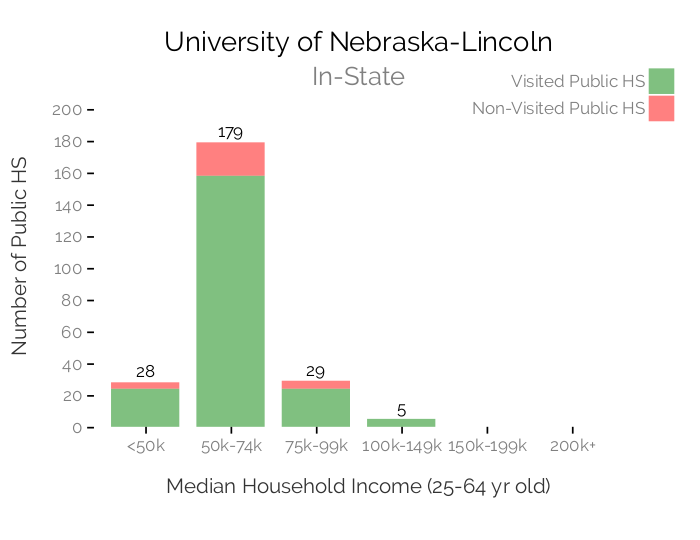 University of Nebraska-Lincoln
In-State
Visited Public HS
Non-Visited Public HS
Number of Public HS
200
180
160
140
120
100
80
60
40
20
0
28
179
29
5
<50k
50k-74k
75k-99k
100k-149k
150k-199k
200k+
Median Household Income (25-64 yr old)